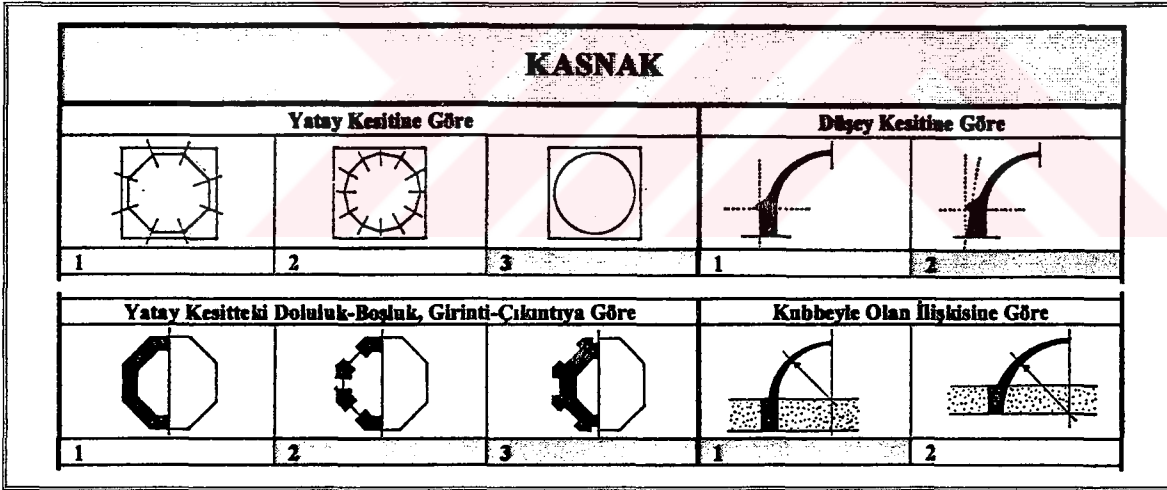 KASNAK
Yatay Kesitine Göre
Düşey Kesitine Göre
1 2 3 1 2
Yatay Kesitteki Doluluk-Boşluk, Girinti-Çıkıntıya Göre
Kubbeyle Olan İlişkisine Göre
1 2 3 1 2